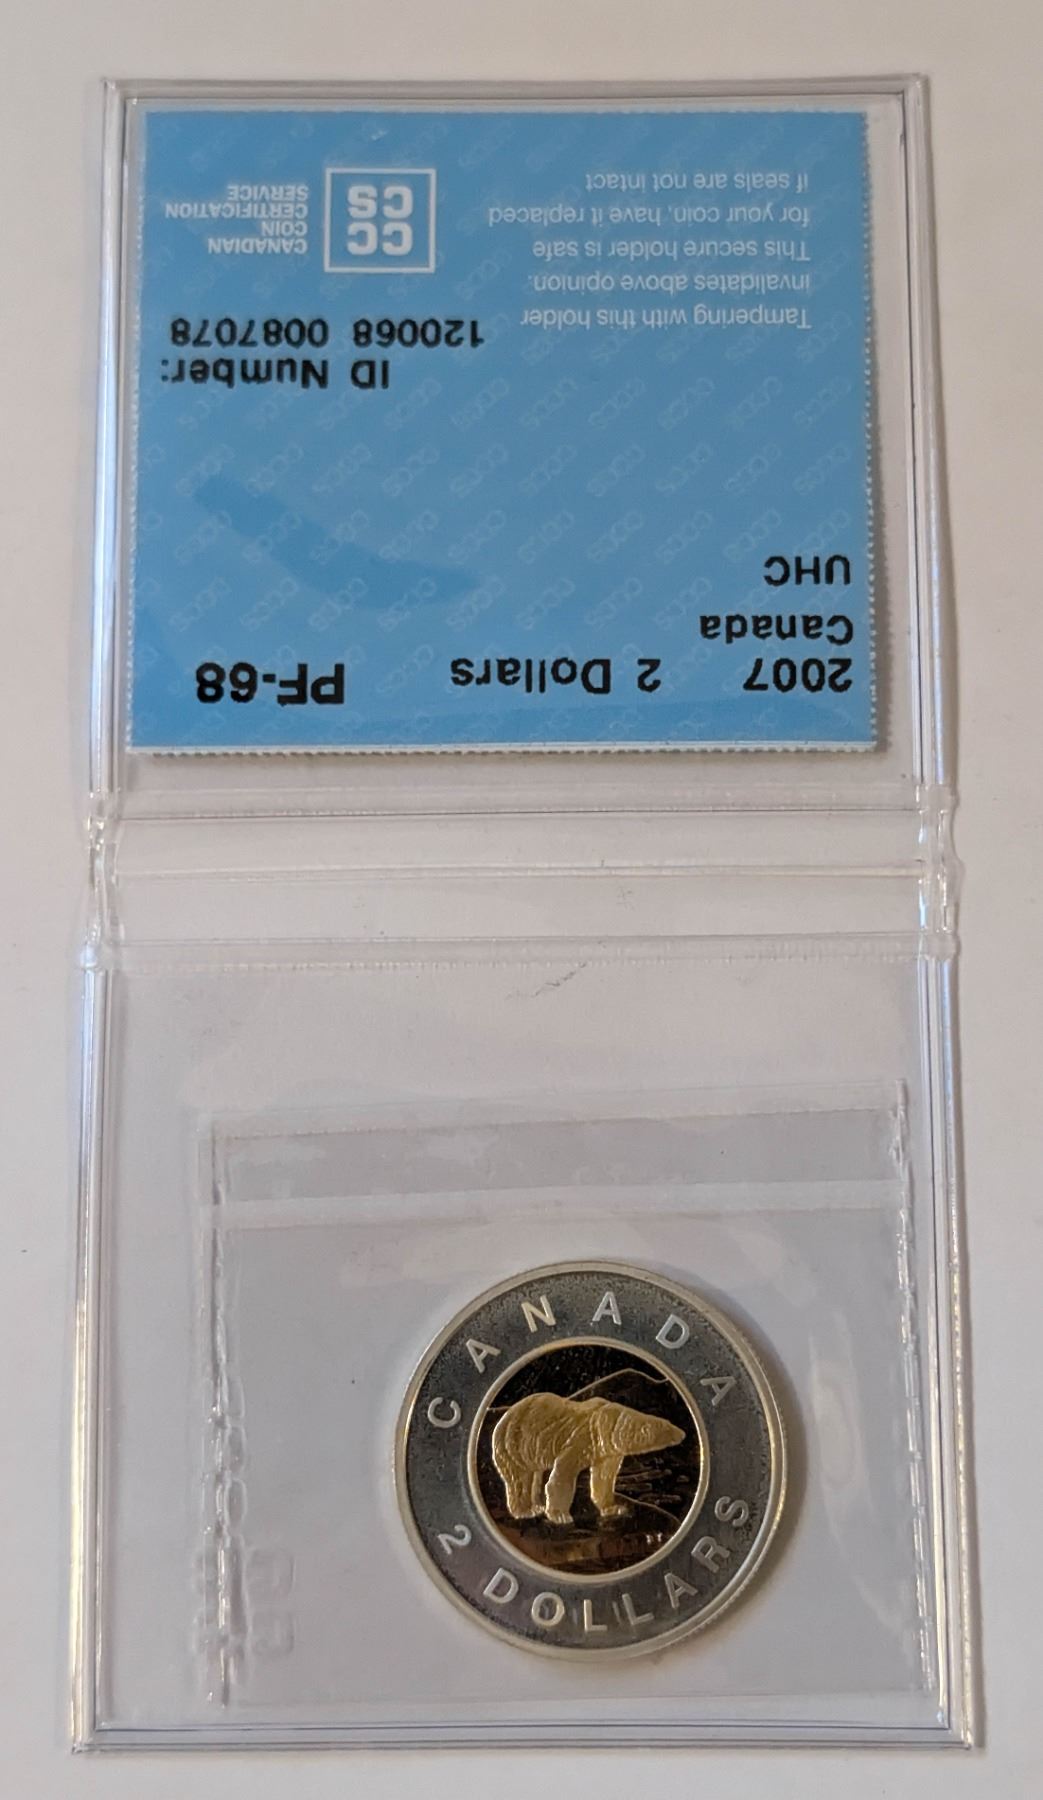 2007 2 Dollars PF-68
Canada
UHC
ID Number:
120068 0087078
Tampering with this holder
invalidates above opinion.
This secure holder is safe
for your coin, have it replaced
if seals are not intact
CC
CS
CANADIAN
COIN
CERTIFICATION
SERVICE
CANADA
2 DOLLARS